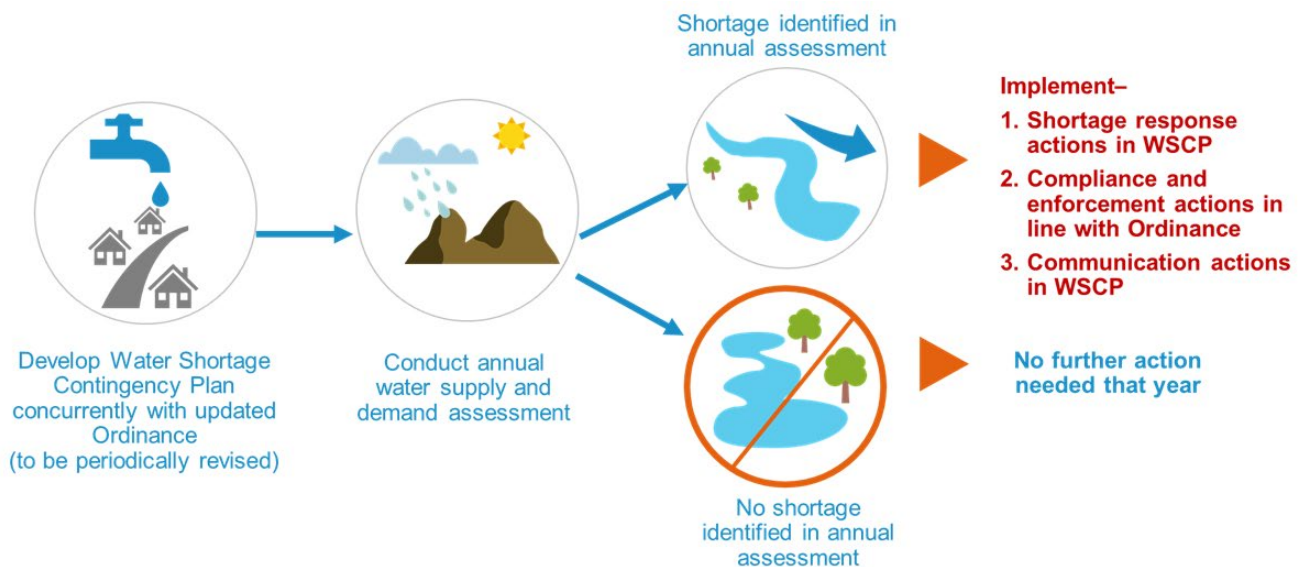 Develop Water Shortage
Contingency Plan
concurrently with updated
Ordinance
(to be periodically revised)
Conduct annual
water supply and
demand assessment
Shortage identified in
annual assessment
Implement–
1. Shortage response
actions in WSCP
2. Compliance and
enforcement actions in
line with Ordinance
3. Communication actions
in WSCP
No shortage
identified in annual
assessment
No further action
needed that year